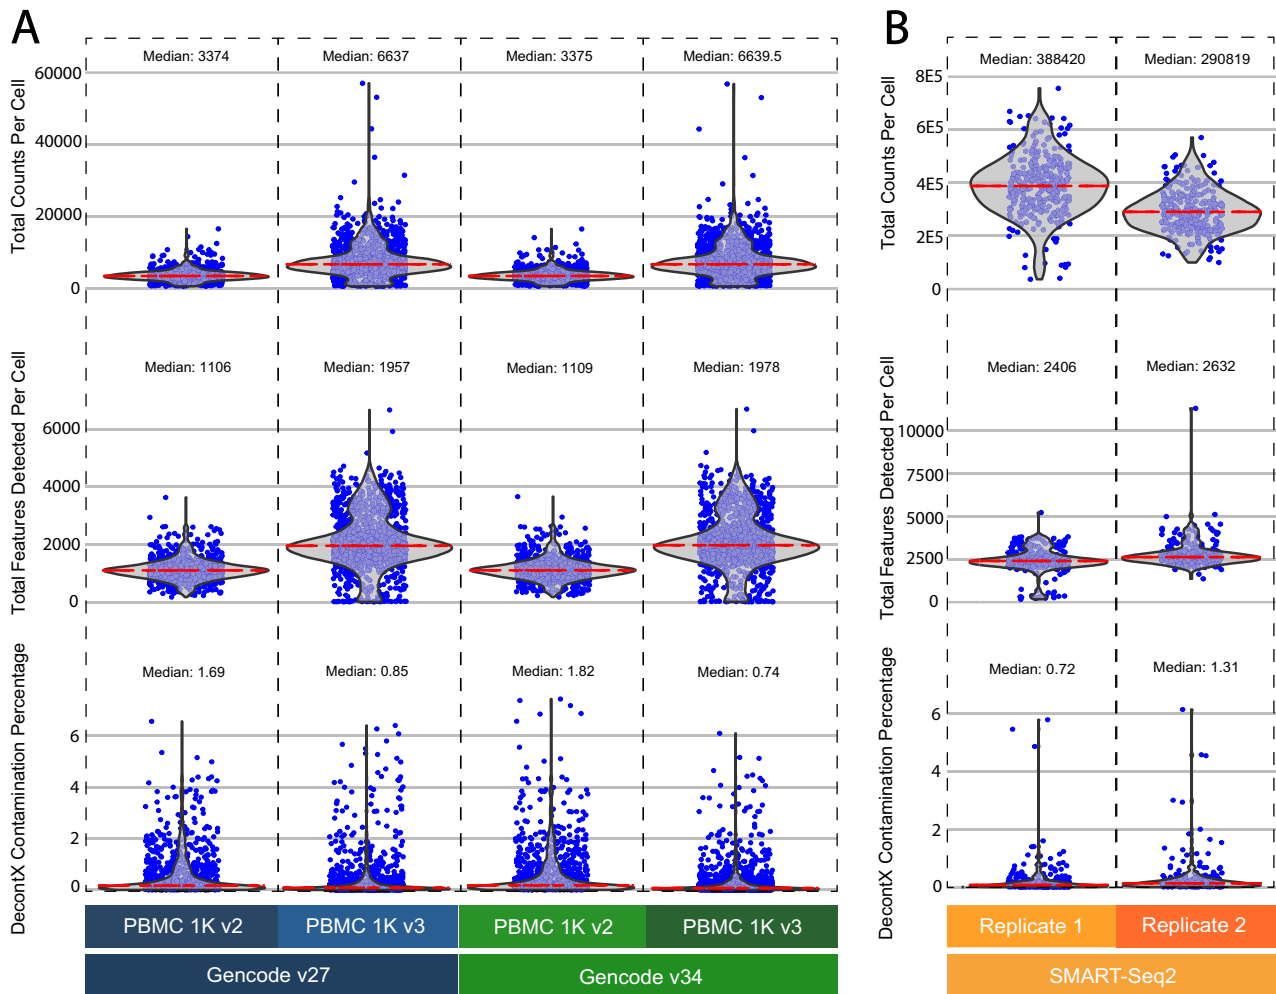 A
Median: 3374
Median: 6637
Median: 3375
Median: 6639.5
Total Counts Per Cell
60000
40000
20000
0
Median: 1106
Median: 1957
Median: 1109
Median: 1978
Total Features Detected Per Cell
6000
4000
2000
0
Median: 1.69
Median: 0.85
Median: 1.82
Median: 0.74
DecontX Contamination Percentage
6
4
2
0
PBMC 1K v2
PBMC 1K v3
PBMC 1K v2
PBMC 1K v3
Gencode v27
Gencode v34
B
Median: 388420
Median: 290819
Total Counts Per Cell
8E5
6E5
4E5
2E5
0
Median: 2406
Median: 2632
Total Features Detected Per Cell
10000
7500
5000
2500
0
Median: 0.72
Median: 1.31
DecontX Contamination Percentage
6
4
2
0
Replicate 1
Replicate 2
SMART-Seq2